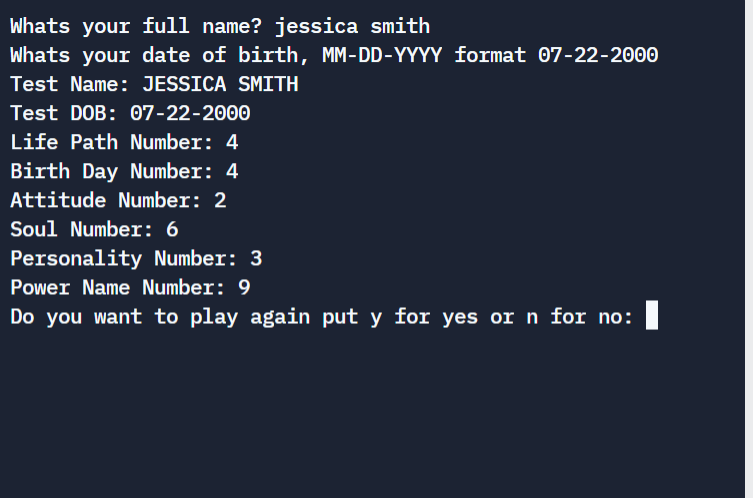 Whats your full name? jessica smith
Whats your date of birth, MM-DD-YYYY format 07-22-2000
Test Name: JESSICA SMITH
Test DOB: 07-22-2000
Life Path Number: 4
Birth Day Number: 4
Attitude Number: 2
Soul Number: 6
Personality Number: 3
Power Name Number: 9
Do you want to play again put y for yes or n for no: